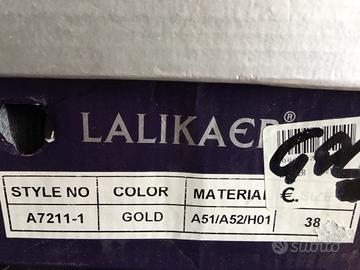 LALIKAER®
STYLE NO COLOR MATERIAL
A7211-1 GOLD A51/A52/H01 38
€.
subito